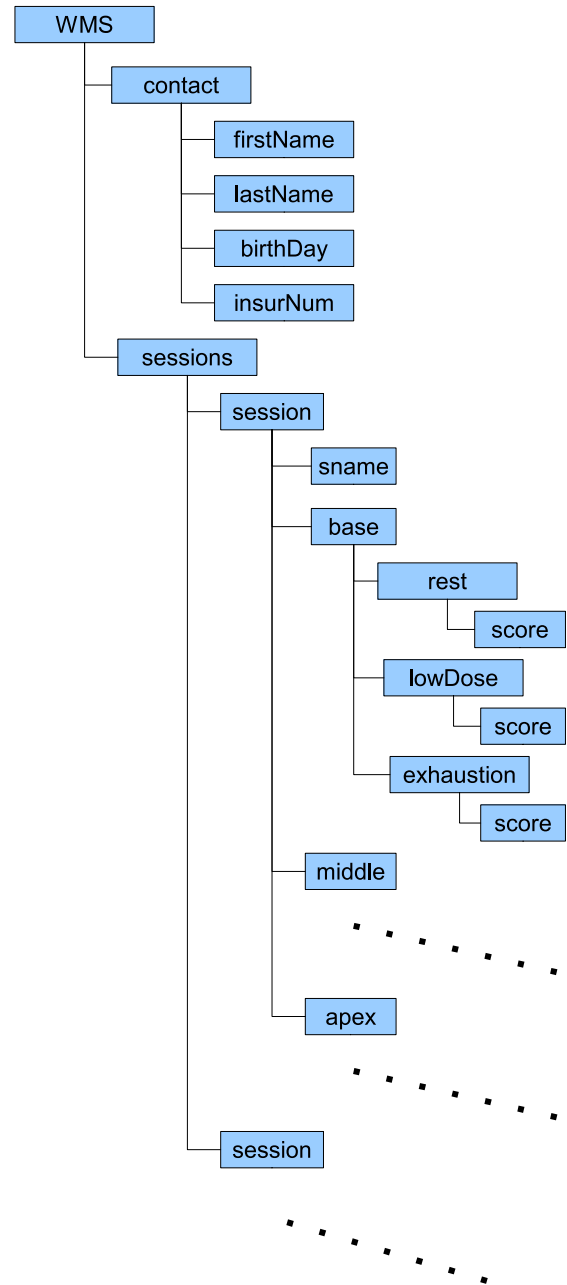 WMS
contact
firstName
lastName
birthDay
insurNum
sessions
session
sname
base
rest
score
lowDose
score
exhaustion
score
middle
apex
session